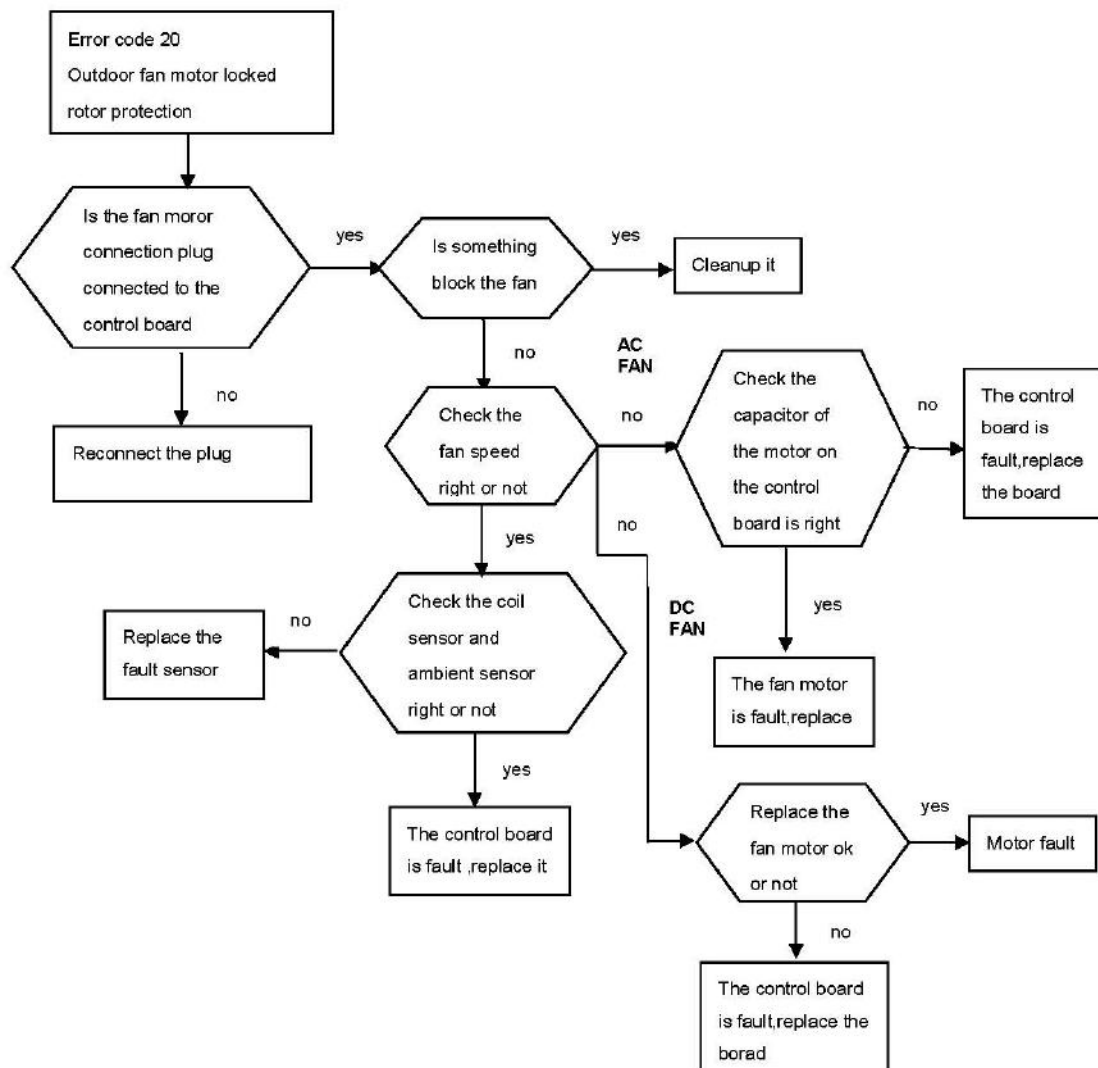 Error code 20
Outdoor fan motor locked
rotor protection
Is the fan moror
connection plug
connected to the
control board
yes
Is something
block the fan
yes
Cleanup it
no
Reconnect the plug
no
Check the
fan speed
right or not
AC
FAN
no
Check the
capacitor of
the motor on
the control
board is right
no
The control
board is
fault,replace
the board
yes
The fan motor
is fault,replace
no
DC
FAN
yes
Check the coil
sensor and
ambient sensor
right or not
no
Replace the
fault sensor
yes
The control board
is fault ,replace it
Replace the
fan motor ok
or not
yes
Motor fault
no
The control board
is fault,replace the
borad